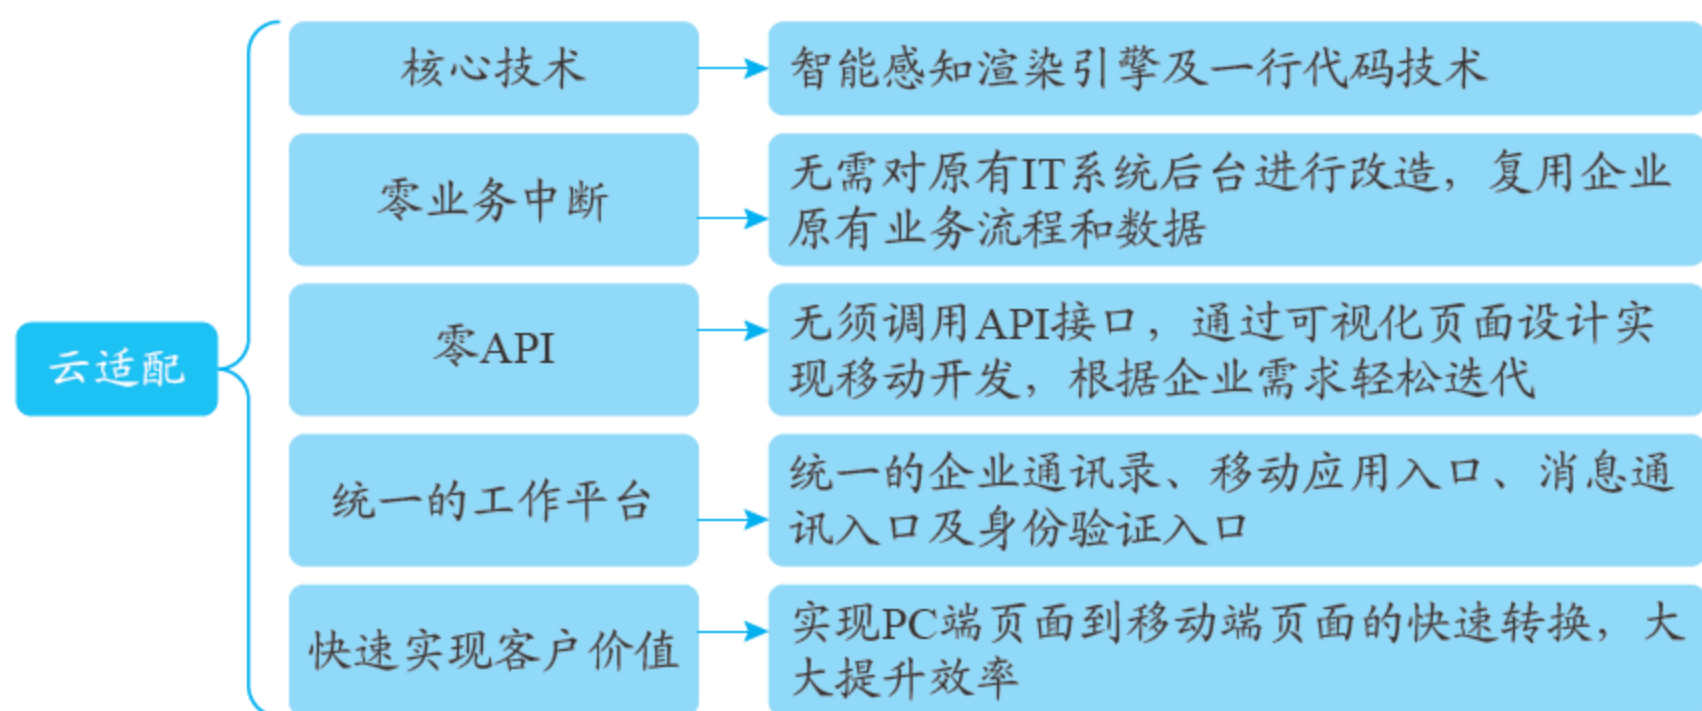 云适配
核心技术
智能感知渲染引擎及一行代码技术
零业务中断
无需对原有IT系统后台进行改造，复用企业
原有业务流程和数据
零API
无须调用API接口，通过可视化页面设计实
现移动开发，根据企业需求轻松迭代
统一的工作平台
统一的企业通讯录、移动应用入口、消息通
讯入口及身份验证入口
快速实现客户价值
实现PC端页面到移动端页面的快速转换，大
大提升效率